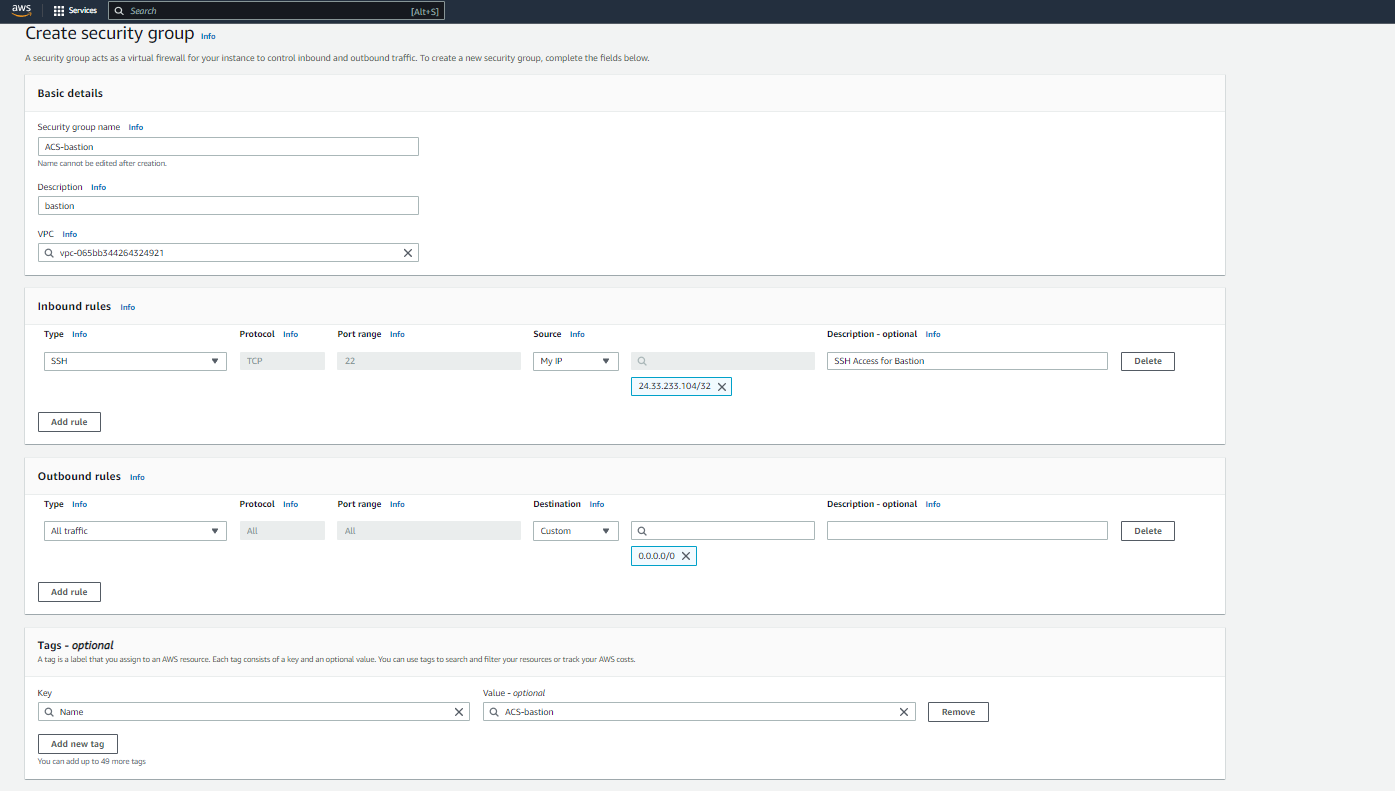 aws Services Search [Alt+S]
Create security group Info
A security group acts as a virtual firewall for your instance to control inbound and outbound traffic. To create a new security group, complete the fields below.
Basic details
Security group name Info
ACS-bastion
Name cannot be edited after creation.
Description Info
bastion
VPC Info
vpc-065bb344264324921
Inbound rules Info
Type Info Protocol Info Port range Info Source Info Description - optional Info
SSH TCP 22 My IP SSH Access for Bastion Delete
24.33.233.104/32
Add rule
Outbound rules Info
Type Info Protocol Info Port range Info Destination Info Description - optional Info
All traffic All All Custom Delete
0.0.0.0/0
Add rule
Tags - optional
A tag is a label that you assign to an AWS resource. Each tag consists of a key and an optional value. You can use tags to search and filter your resources or track your AWS costs.
Key Value - optional
Name ACS-bastion Remove
Add new tag
You can add up to 49 more tags